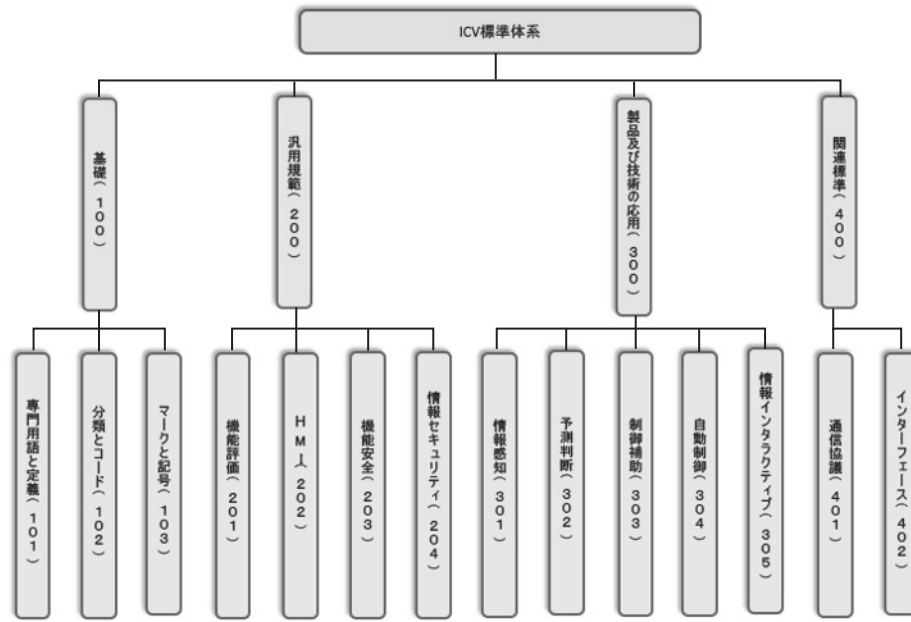 ICV標準体系
基礎(100)
汎用規範(200)
製品及び技術の応用(300)
関連標準(400)
専門用語と定義(101)
分類とコード(102)
マークと記号(103)
機能評価(201)
HMI(202)
機能安全(203)
情報セキュリティ(204)
情報感知(301)
予測判断(302)
制御補助(303)
自動制御(304)
情報インタラクティブ(305)
通信協議(401)
インターフェース(402)